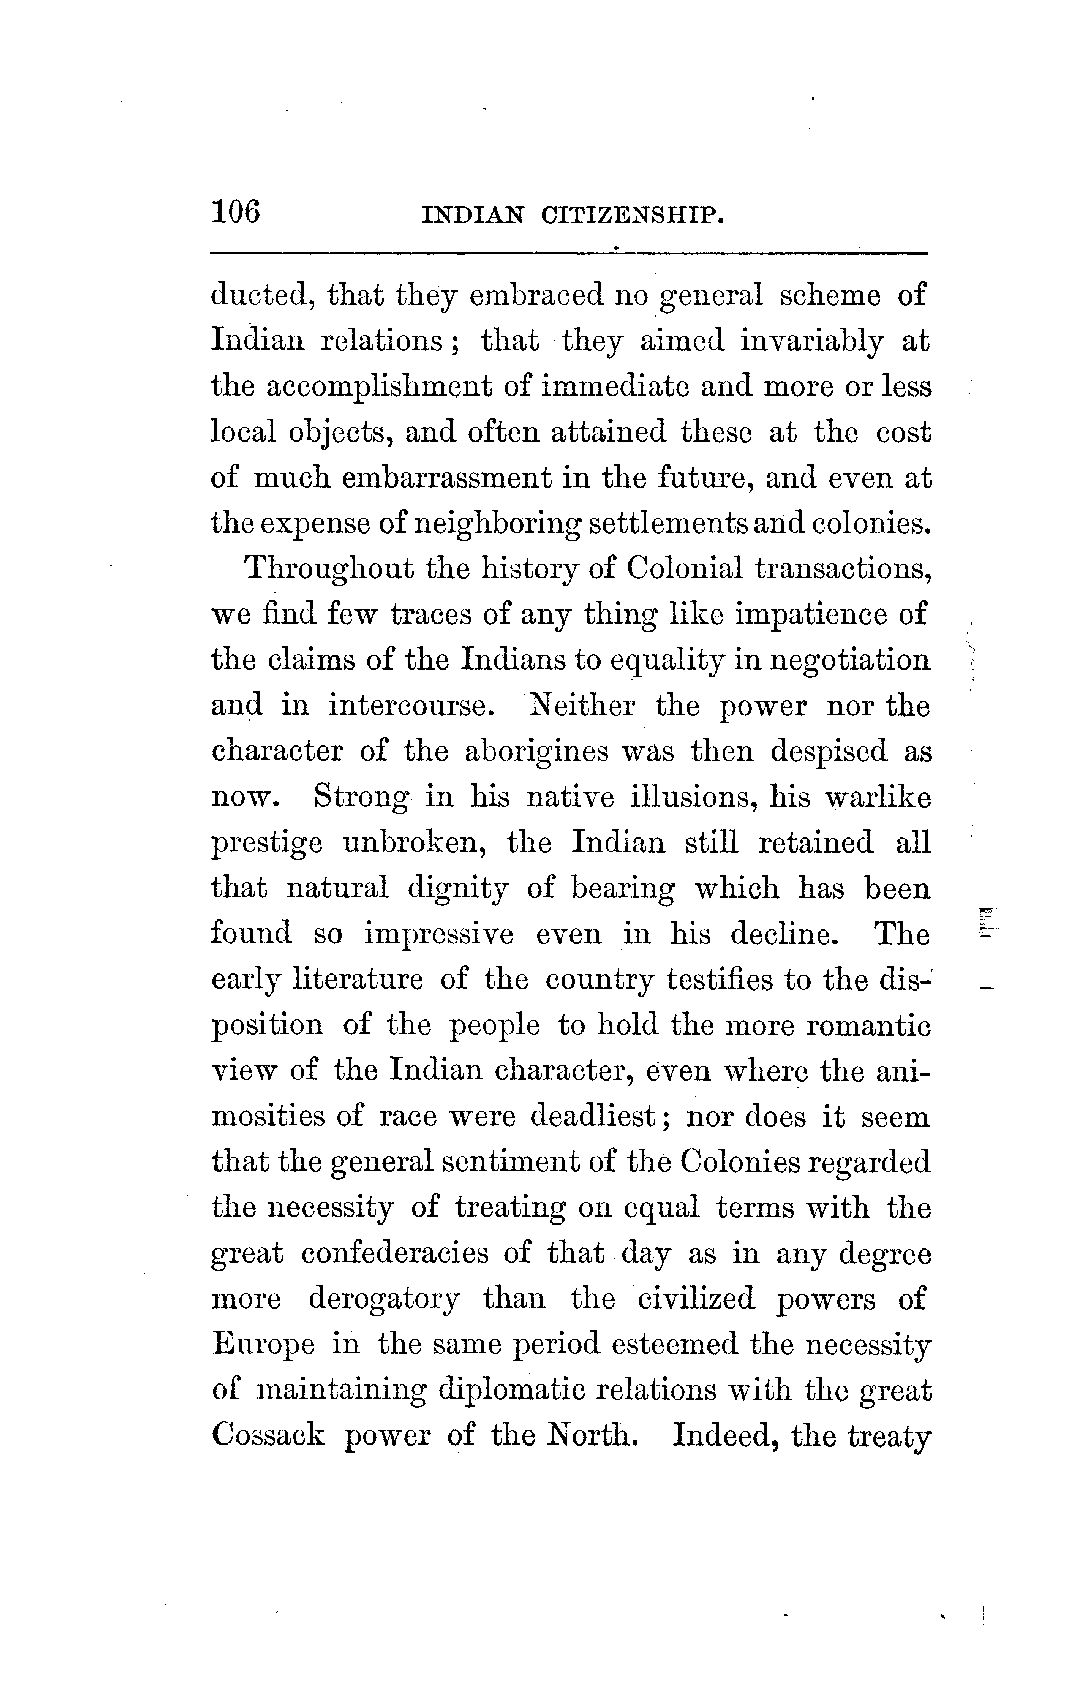 106 INDIAN CITIZENSHIP.
ducted, that they embraced no general scheme of
Indian relations; that they aimed invariably at
the accomplishment of immediate and more or less
local objects, and often attained these at the cost
of much embarrassment in the future, and even at
the expense of neighboring settlements and colonies.
Throughout the history of Colonial transactions,
we find few traces of any thing like impatience of
the claims of the Indians to equality in negotiation
and in intercourse. Neither the power nor the
character of the aborigines was then despised as
now. Strong in his native illusions, his warlike
prestige unbroken, the Indian still retained all
that natural dignity of bearing which has been
found so impressive even in his decline. The
early literature of the country testifies to the dis-
position of the people to hold the more romantic
view of the Indian character, even where the ani-
mosities of race were deadliest; nor does it seem
that the general sentiment of the Colonies regarded
the necessity of treating on equal terms with the
great confederacies of that day as in any degree
more derogatory than the civilized powers of
Europe in the same period esteemed the necessity
of maintaining diplomatic relations with the great
Cossack power of the North. Indeed, the treaty